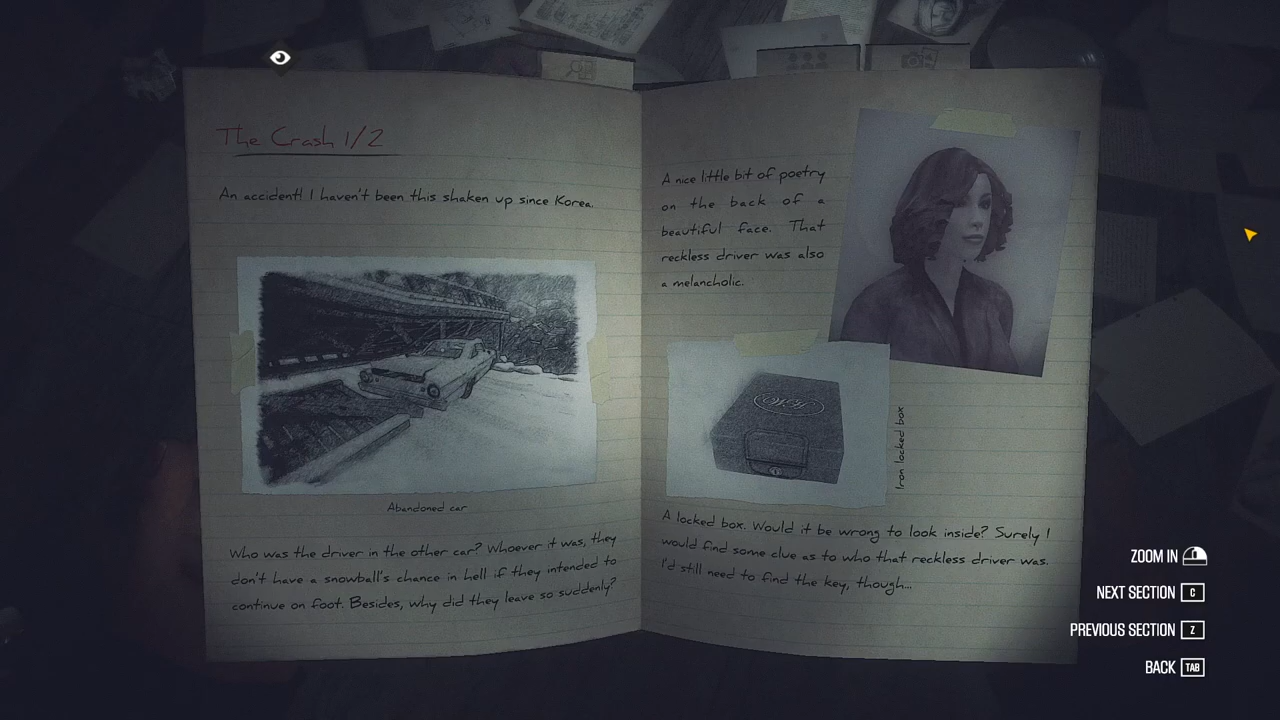 The Crash 1/2
An accident! I haven't been this shaken up since Korea.
Abandoned car
Who was the driver in the other car? Whoever it was, they
don't have a snowball's chance in hell if they intended to
continue on foot. Besides, why did they leave so suddenly?
A nice little bit of poetry
on the back of a
beautiful face. That
reckless driver was also
a melancholic.
Iron locked box
A locked box. Would it be wrong to look inside? Surely I
would find some clue as to who that reckless driver was.
I'd still need to find the key, though...
ZOOM IN
NEXT SECTION C
PREVIOUS SECTION Z
BACK TAB